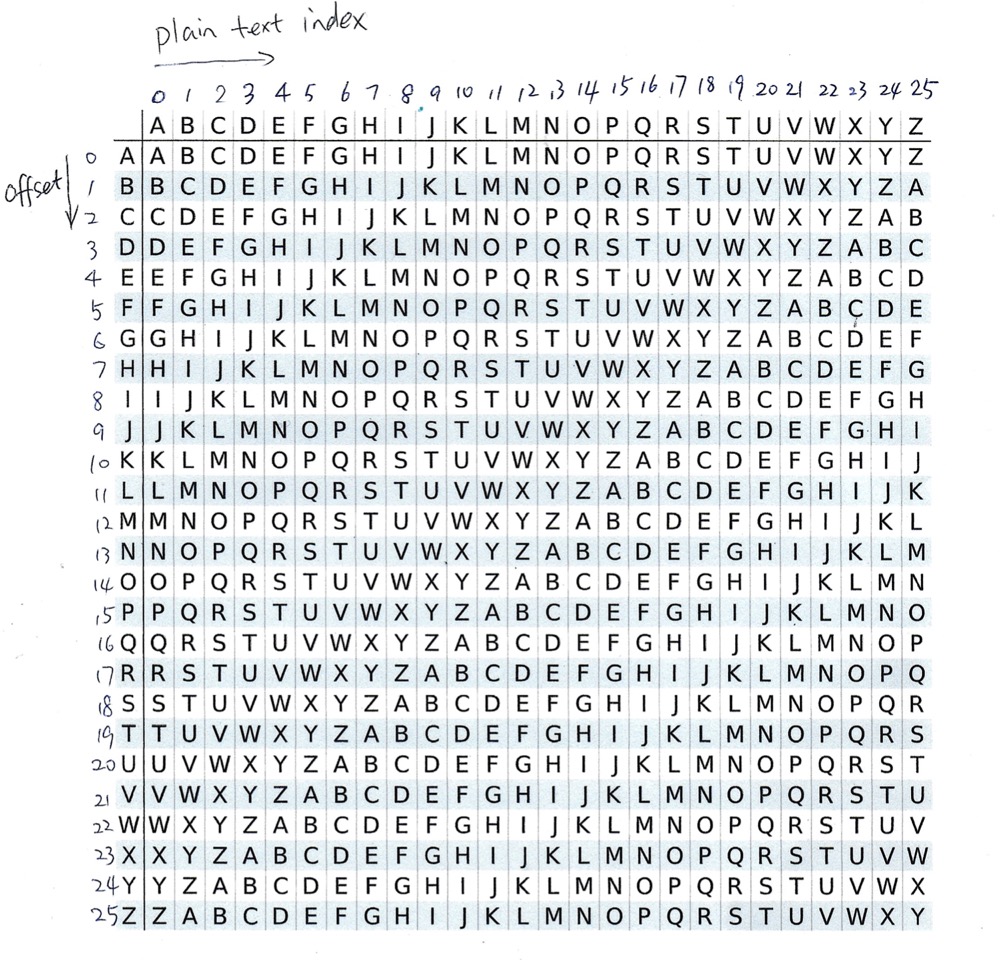 plain text index
0 1 2 3 4 5 6 7 8 9 10 11 12 13 14 15 16 17 18 19 20 21 22 23 24 25
A B C D E F G H I J K L M N O P Q R S T U V W X Y Z
offset
0 A A B C D E F G H I J K L M N O P Q R S T U V W X Y Z
1 B B C D E F G H I J K L M N O P Q R S T U V W X Y Z A
2 C C D E F G H I J K L M N O P Q R S T U V W X Y Z A B
3 D D E F G H I J K L M N O P Q R S T U V W X Y Z A B C
4 E E F G H I J K L M N O P Q R S T U V W X Y Z A B C D
5 F F G H I J K L M N O P Q R S T U V W X Y Z A B C D E
6 G G H I J K L M N O P Q R S T U V W X Y Z A B C D E F
7 H H I J K L M N O P Q R S T U V W X Y Z A B C D E F G
8 I I J K L M N O P Q R S T U V W X Y Z A B C D E F G H
9 J J K L M N O P Q R S T U V W X Y Z A B C D E F G H I
10 K K L M N O P Q R S T U V W X Y Z A B C D E F G H I J
11 L L M N O P Q R S T U V W X Y Z A B C D E F G H I J K
12 M M N O P Q R S T U V W X Y Z A B C D E F G H I J K L
13 N N O P Q R S T U V W X Y Z A B C D E F G H I J K L M
14 O O P Q R S T U V W X Y Z A B C D E F G H I J K L M N
15 P P Q R S T U V W X Y Z A B C D E F G H I J K L M N O
16 Q Q R S T U V W X Y Z A B C D E F G H I J K L M N O P
17 R R S T U V W X Y Z A B C D E F G H I J K L M N O P Q
18 S S T U V W X Y Z A B C D E F G H I J K L M N O P Q R
19 T T U V W X Y Z A B C D E F G H I J K L M N O P Q R S
20 U U V W X Y Z A B C D E F G H I J K L M N O P Q R S T
21 V V W X Y Z A B C D E F G H I J K L M N O P Q R S T U
22 W W X Y Z A B C D E F G H I J K L M N O P Q R S T U V
23 X X Y Z A B C D E F G H I J K L M N O P Q R S T U V W
24 Y Y Z A B C D E F G H I J K L M N O P Q R S T U V W X
25 Z Z A B C D E F G H I J K L M N O P Q R S T U V W X Y